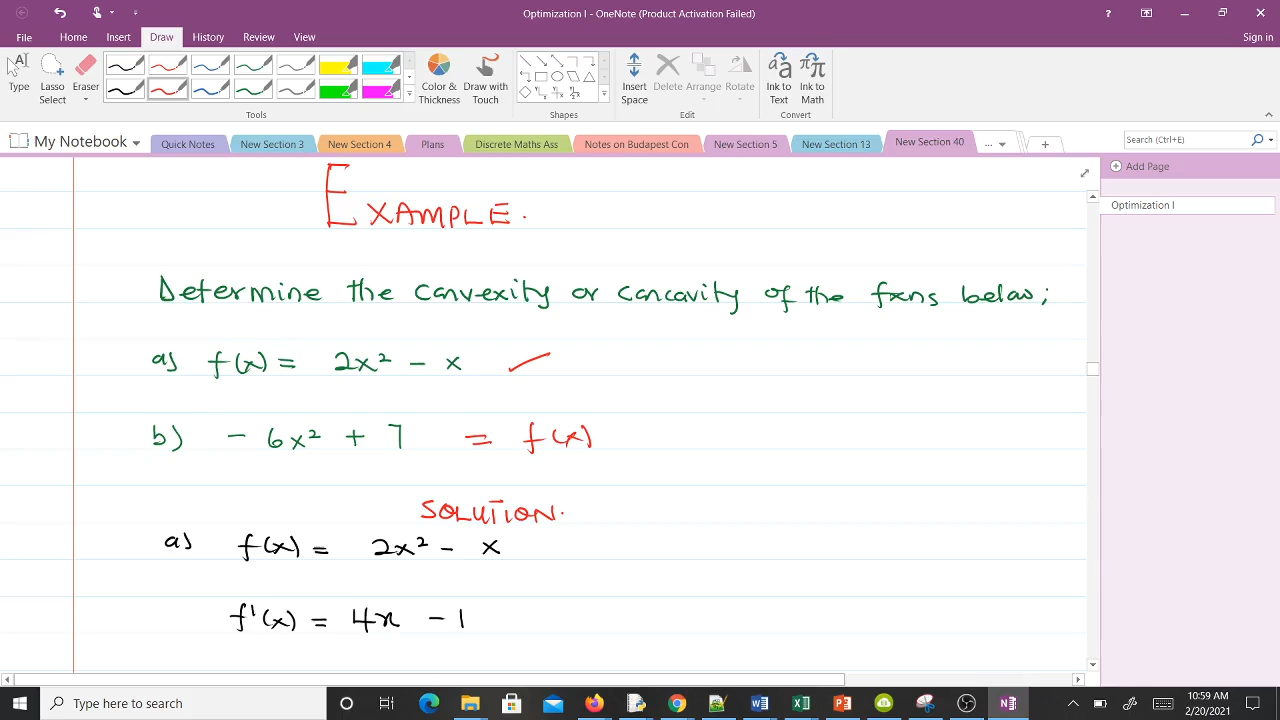 Optimization I - OneNote (Product Activation Failed)
File Home Insert Draw History Review View Sign in
Type Lasso Select Eraser Color & Thickness Draw with Touch Insert Space Delete Arrange Rotate Ink to Text Ink to Math
Tools Shapes Edit Convert
My Notebook Quick Notes New Section 3 New Section 4 Plans Discrete Maths Ass Notes on Budapest Con New Section 5 New Section 13 New Section 40 ... Search (Ctrl+E)
Add Page
Optimization I
EXAMPLE.
Determine the convexity or concavity of the fxns below;
a) f(x) = 2x² - x
b) - 6x² + 7 = f(x)
SOLUTION.
a) f(x) = 2x² - x
f'(x) = 4x - 1
Type here to search
10:59 AM
2/20/2021